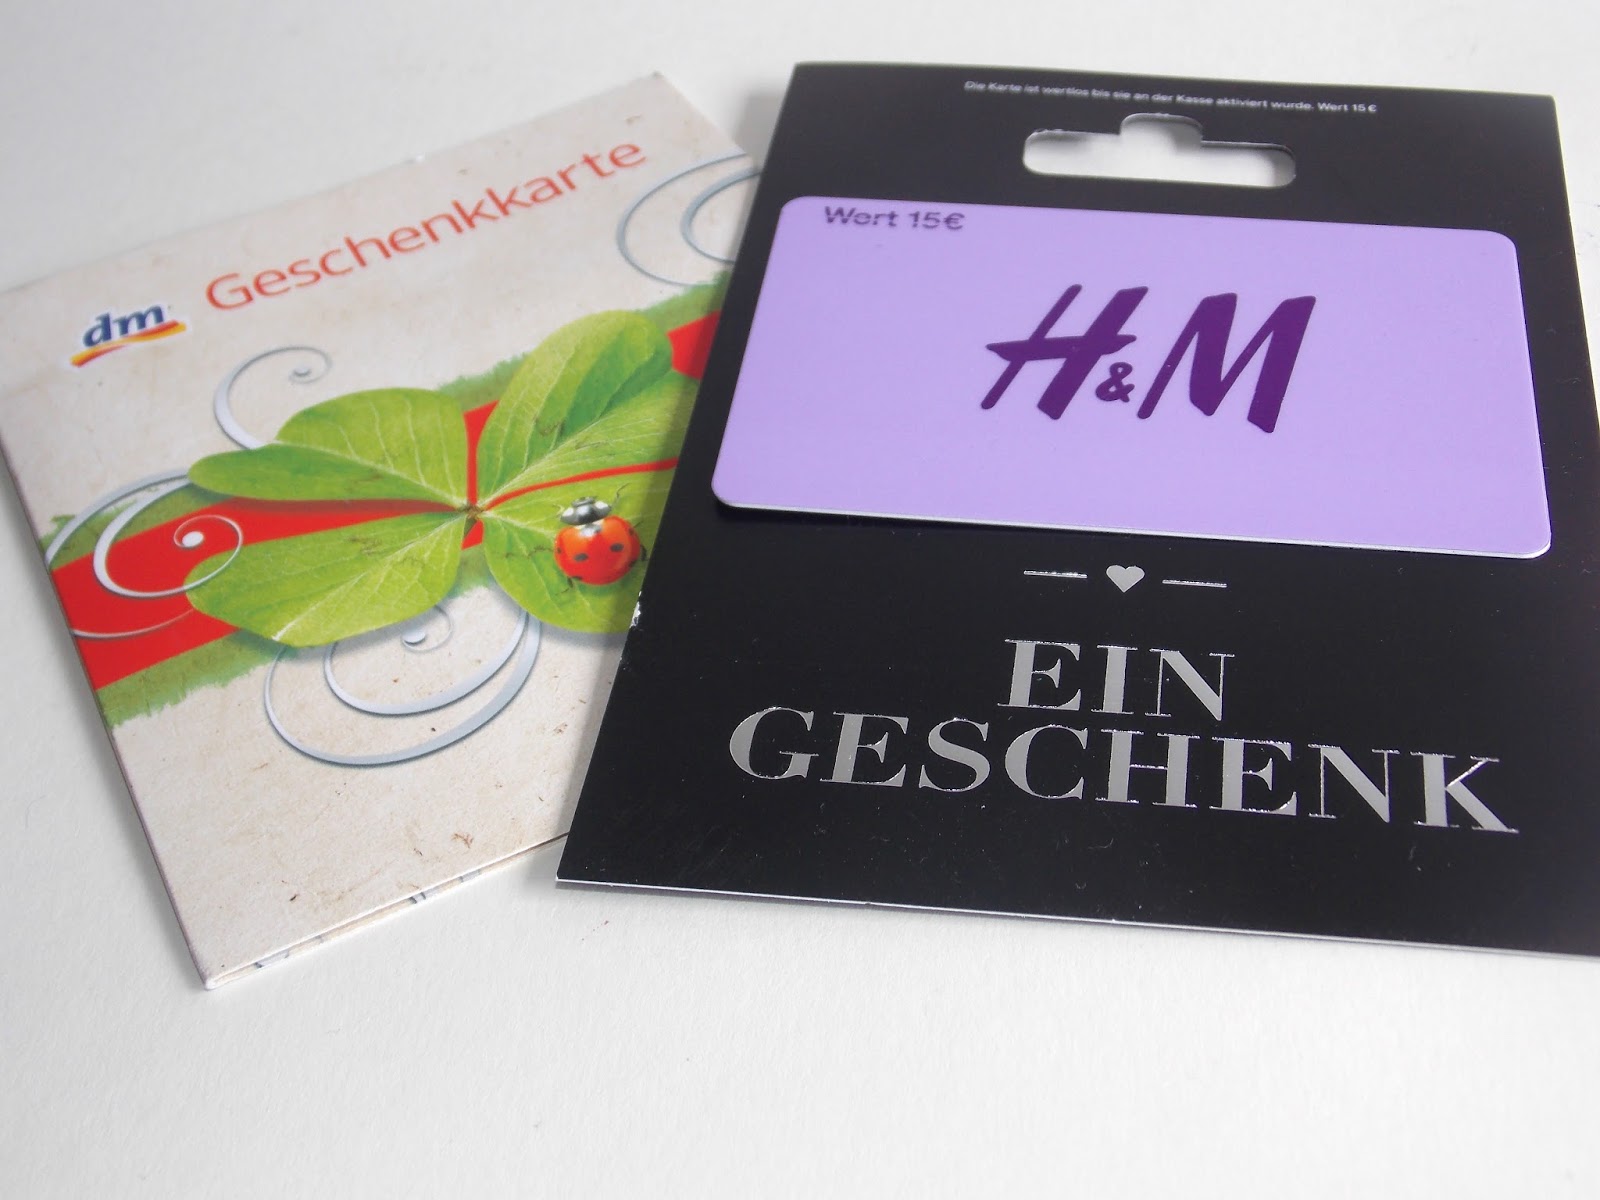 dm Geschenkkarte
Die Karte ist wertlos bis sie an der Kasse aktiviert wurde. Wert 15 €
Wert 15€
H&M
EIN
GESCHENK